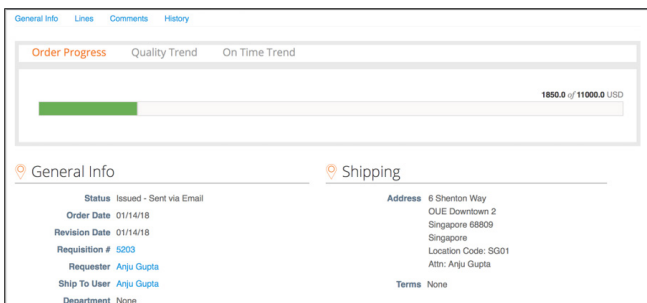 General Info Lines Comments History
Order Progress Quality Trend On Time Trend
1850.0 of 11000.0 USD
General Info
Status Issued - Sent via Email
Order Date 01/14/18
Revision Date 01/14/18
Requisition # 5203
Requester Anju Gupta
Ship To User Anju Gupta
Department None
Shipping
Address 6 Shenton Way
OUE Downtown 2
Singapore 68809
Singapore
Location Code: SG01
Attn: Anju Gupta
Terms None